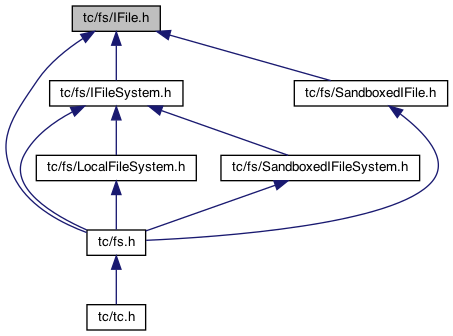 tc/fs/IFile.h
tc/fs/IFileSystem.h
tc/fs/SandboxedIFile.h
tc/fs/LocalFileSystem.h
tc/fs/SandboxedIFileSystem.h
tc/fs.h
tc/tc.h